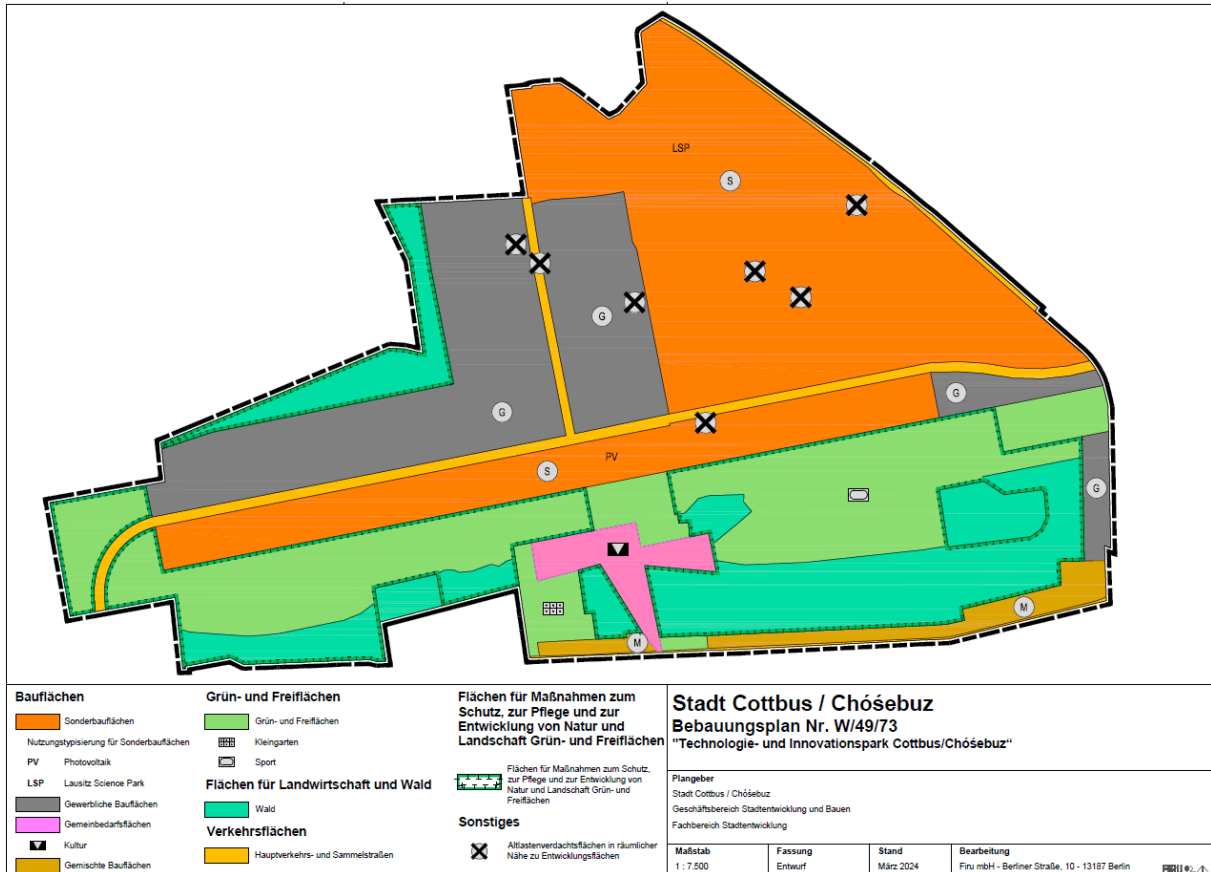 LSP
S
G
G
G
PV
S
G
M
M
Bauflächen
Sonderbauflächen
Nutzungstypisierung für Sonderbauflächen
PV Photovoltaik
LSP Lausitz Science Park
Gewerbliche Bauflächen
Gemeinbedarfsflächen
Kultur
Gemischte Bauflächen
Grün- und Freiflächen
Grün- und Freiflächen
Kleingarten
Sport
Flächen für Landwirtschaft und Wald
Wald
Verkehrsflächen
Hauptverkehrs- und Sammelstraßen
Flächen für Maßnahmen zum
Schutz, zur Pflege und zur
Entwicklung von Natur und
Landschaft Grün- und Freiflächen
Flächen für Maßnahmen zum Schutz,
zur Pflege und zur Entwicklung von
Natur und Landschaft Grün- und
Freiflächen
Sonstiges
Altlastenverdachtsflächen in räumlicher
Nähe zu Entwicklungsflächen
Stadt Cottbus / Chóśebuz
Bebauungsplan Nr. W/49/73
"Technologie- und Innovationspark Cottbus/Chóśebuz"
Plangeber
Stadt Cottbus / Chóśebuz
Geschäftsbereich Stadtentwicklung und Bauen
Fachbereich Stadtentwicklung
Maßstab Fassung Stand Bearbeitung
1 : 7.500 Entwurf März 2024 Firu mbH - Berliner Straße, 10 - 13187 Berlin